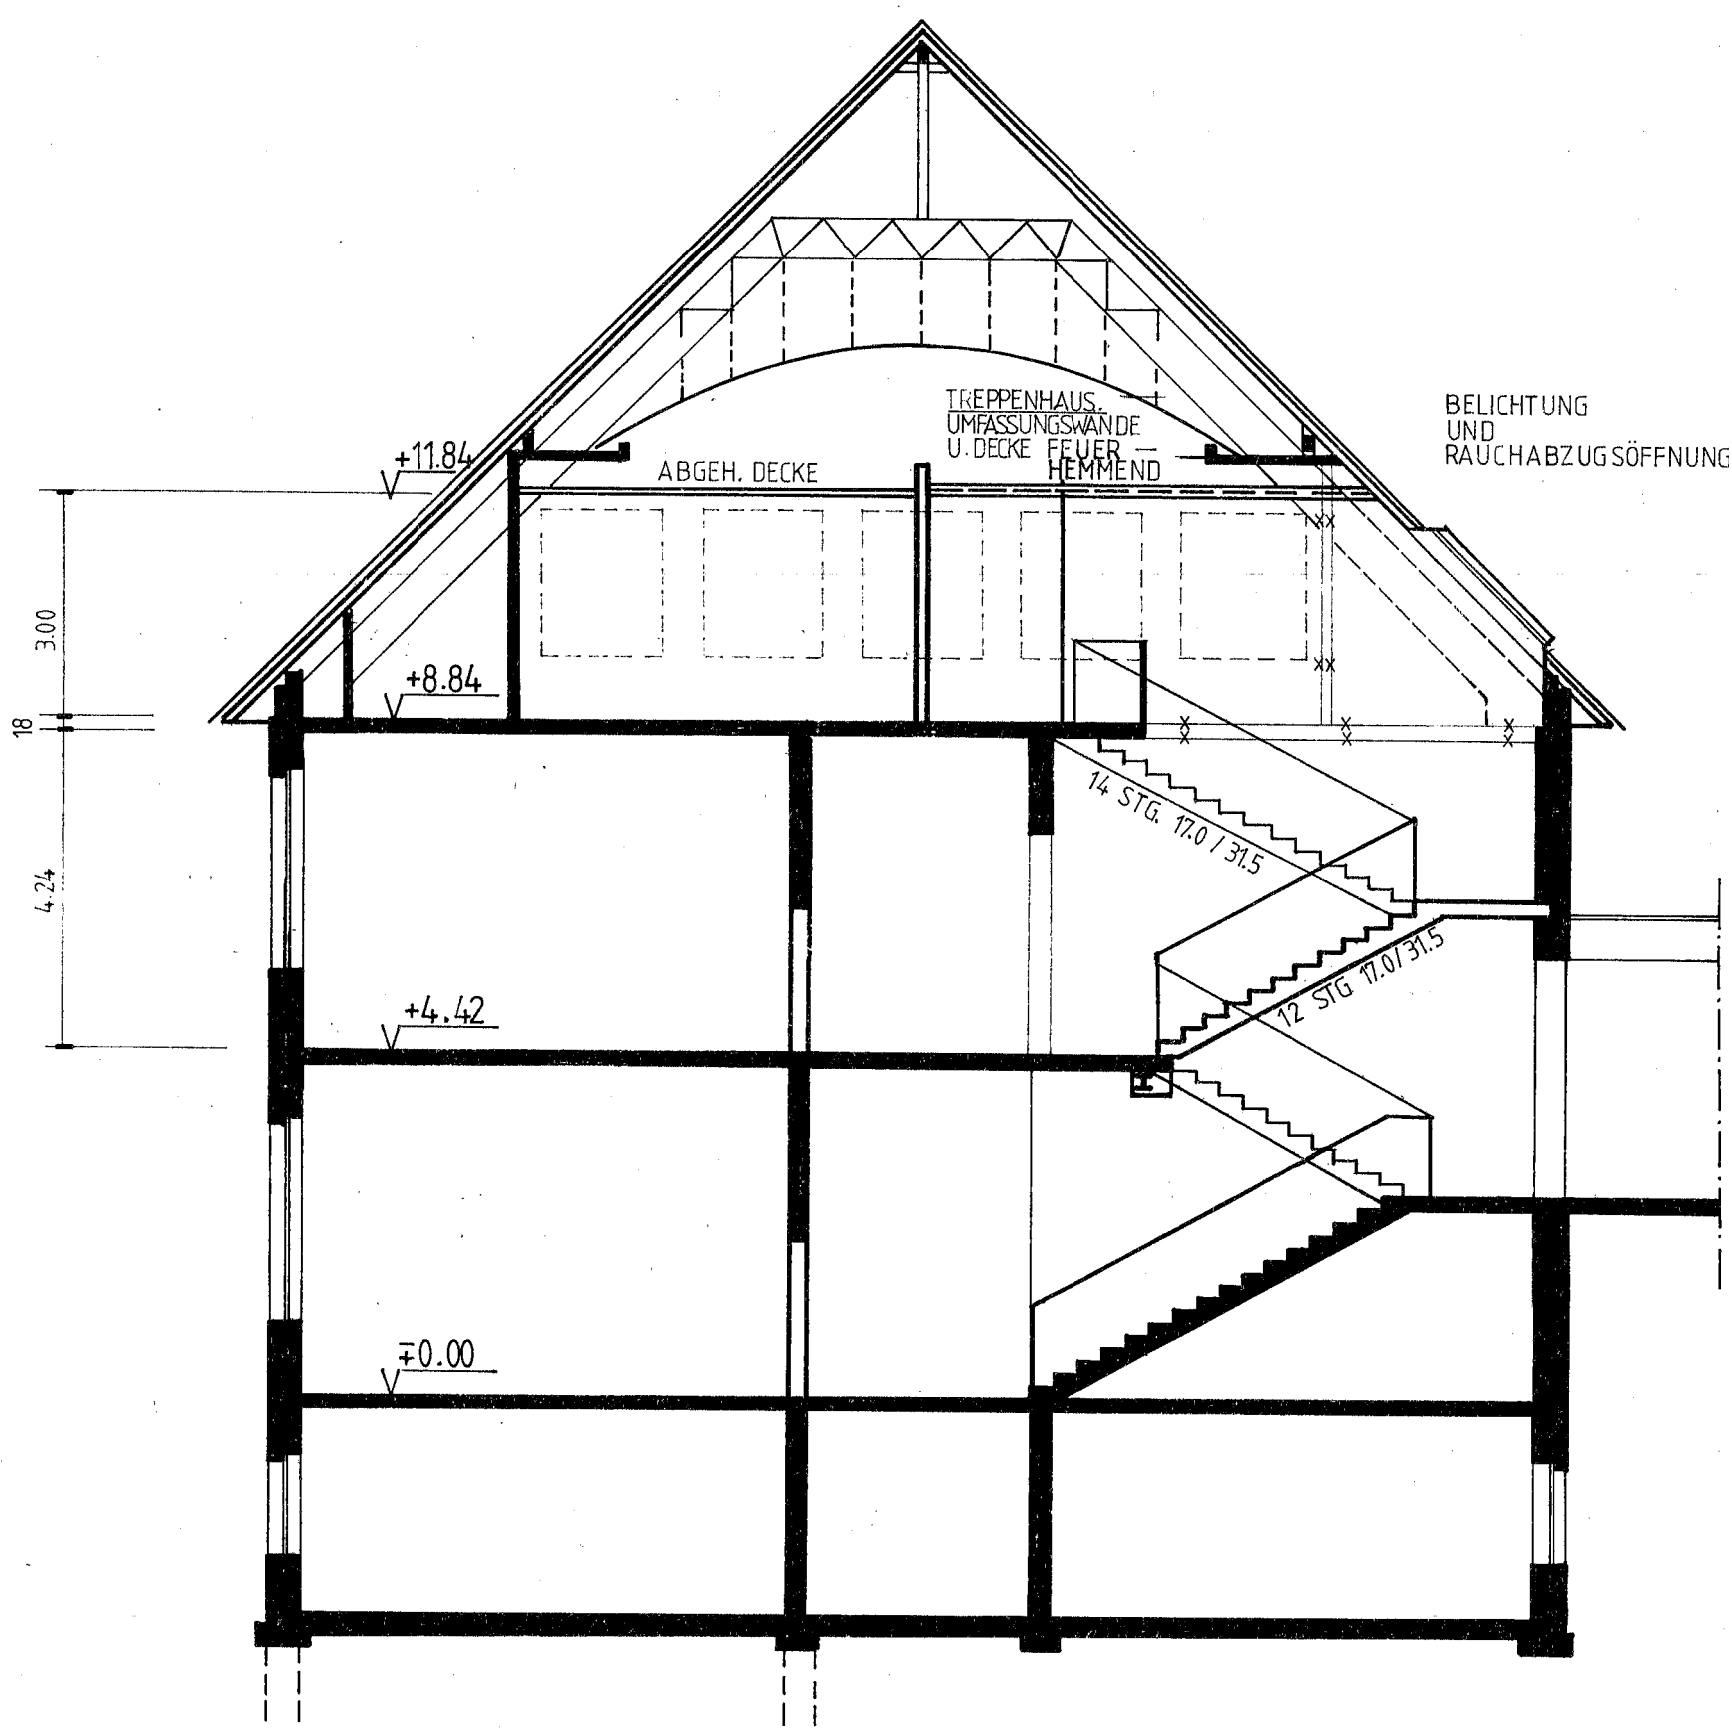 TREPPENHAUS.
UMFASSUNGSWÄNDE
U. DECKE FEUER –
HEMMEND
BELICHTUNG
UND
RAUCHABZUGSÖFFNUNG
+11.84
ABGEH. DECKE
3.00
+8.84
18
14 STG. 17.0 / 31.5
4.24
12 STG 17.0/31.5
+4.42
∓0.00